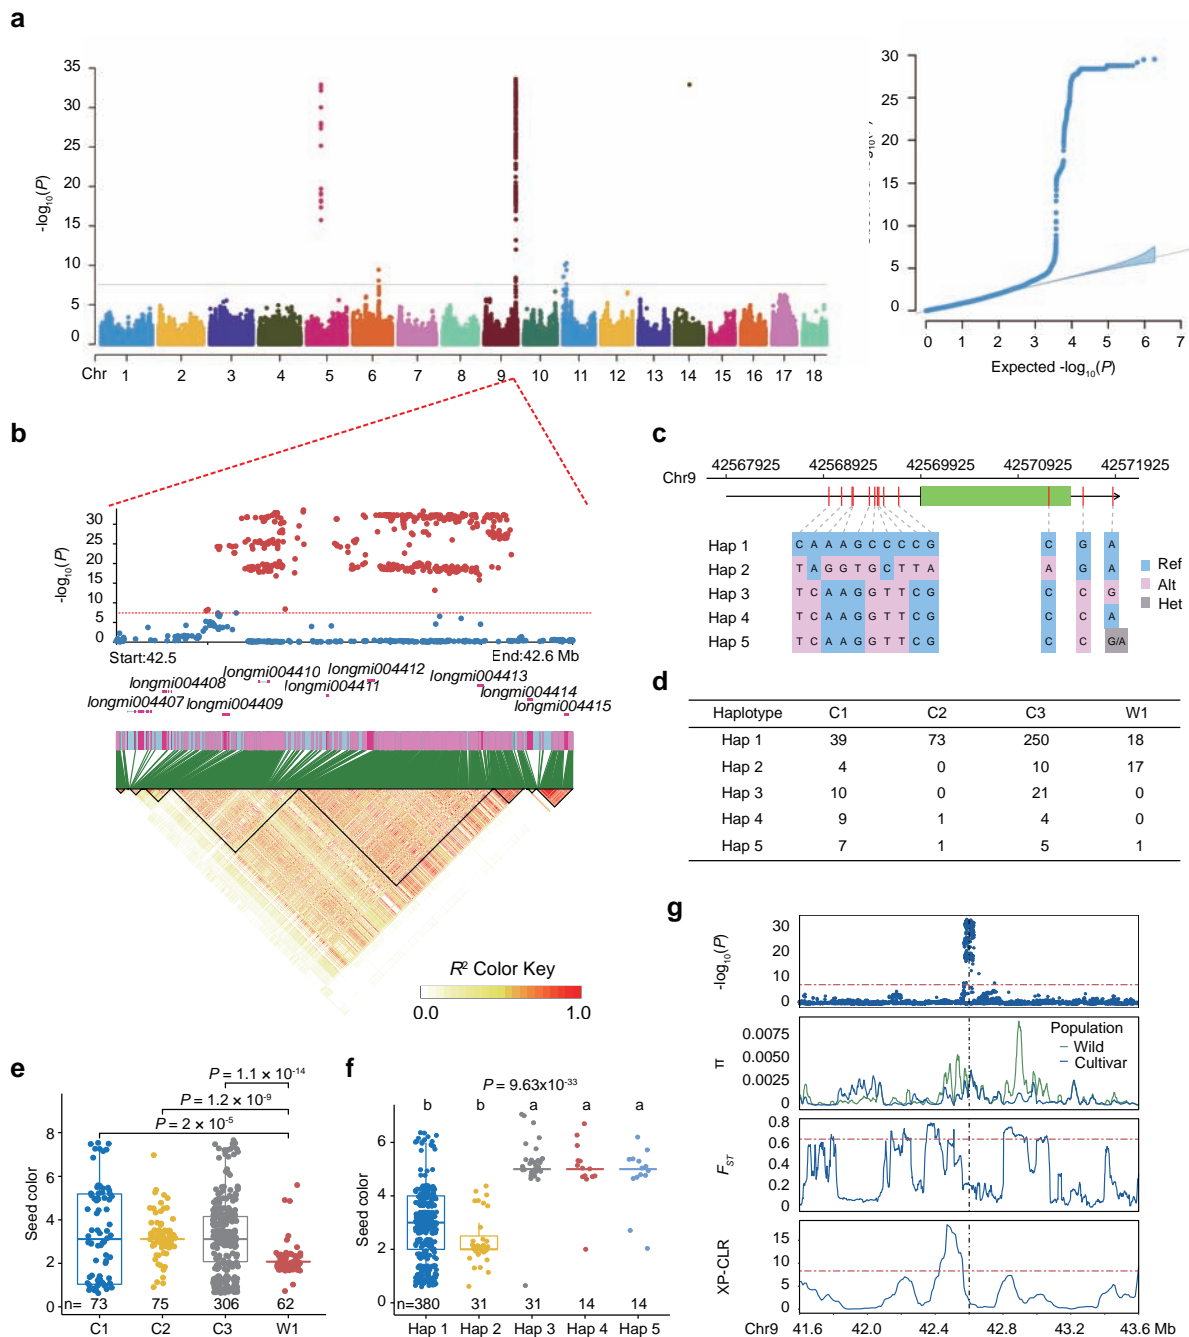 a
35
30
25
20
15
10
5
0
-log10(P)
Chr 1 2 3 4 5 6 7 8 9 10 11 12 13 14 15 16 17 18
30
25
20
15
10
5
0
0 1 2 3 4 5 6 7
Expected -log10(P)
b
30
25
20
15
10
5
0
-log10(P)
Start:42.5 End:42.6 Mb
longmi004410 longmi004412
longmi004408 longmi004411 longmi004413
longmi004407 longmi004409 longmi004414
longmi004415
R² Color Key
0.0 1.0
c
42567925 42568925 42569925 42570925 42571925
Chr9
Hap 1 C A A A G C C C C G C G A
Hap 2 T A G G T G C T T A A G A
Hap 3 T C A A G G T T C G C C G
Hap 4 T C A A G G T T C G C C A
Hap 5 T C A A G G T T C G C C G/A
Ref
Alt
Het
d
Haplotype C1 C2 C3 W1
Hap 1 39 73 250 18
Hap 2 4 0 10 17
Hap 3 10 0 21 0
Hap 4 9 1 4 0
Hap 5 7 1 5 1
e
P = 1.1 × 10-14
P = 1.2 × 10-9
P = 2 × 10-5
8
6
4
2
0
Seed color
n= 73 75 306 62
C1 C2 C3 W1
f
P = 9.63x10-33
b b a a a
6
4
2
0
Seed color
n=380 31 31 14 14
Hap 1 Hap 2 Hap 3 Hap 4 Hap 5
g
30
20
10
0
-log10(P)
0.0075
0.0050
0.0025
0
π
Population
Wild
Cultivar
0.8
0.6
0.4
0.2
0
FST
15
10
5
0
XP-CLR
Chr9 41.6 42.0 42.4 42.8 43.2 43.6 Mb